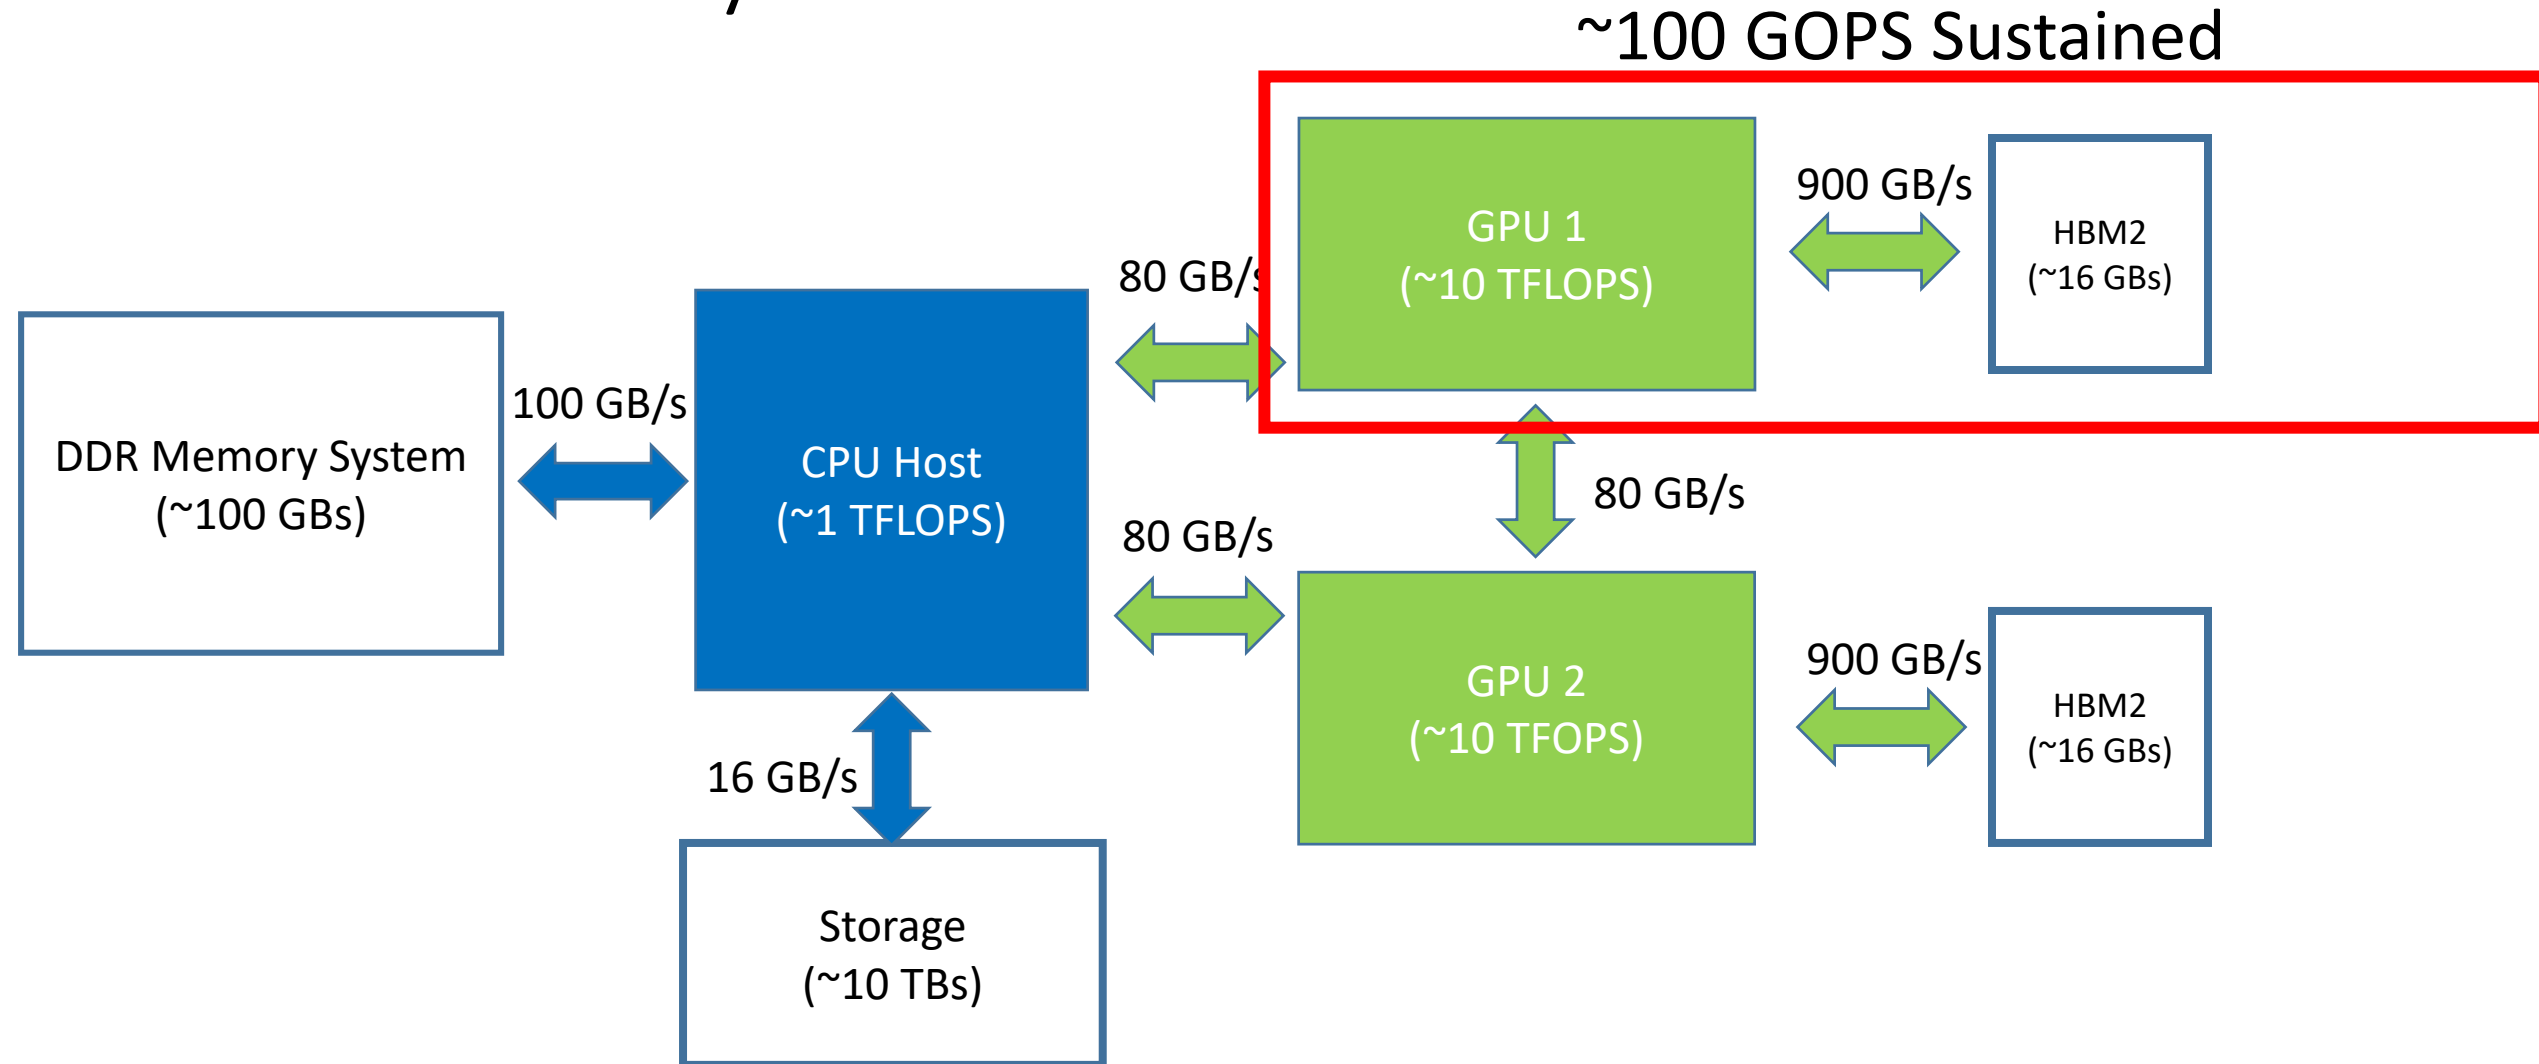 ~100 GOPS Sustained
900 GB/s
GPU 1
(~10 TFLOPS)
HBM2
(~16 GBs)
80 GB/s
100 GB/s
DDR Memory System
(~100 GBs)
CPU Host
(~1 TFLOPS)
80 GB/s
80 GB/s
GPU 2
(~10 TFOPS)
900 GB/s
HBM2
(~16 GBs)
16 GB/s
Storage
(~10 TBs)